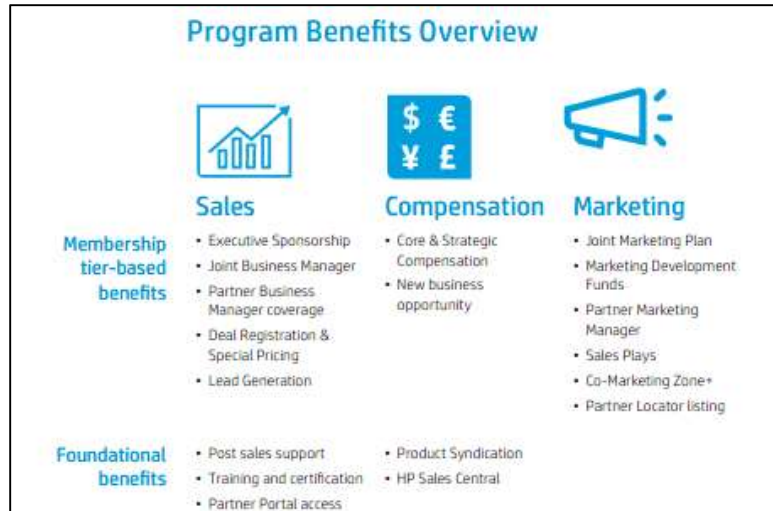 Program Benefits Overview
$ €
¥ £
Sales
Compensation
Marketing
Membership
tier-based
benefits
• Executive Sponsorship
• Joint Business Manager
• Partner Business
Manager coverage
• Deal Registration &
Special Pricing
• Lead Generation
• Core & Strategic
Compensation
• New business
opportunity
• Joint Marketing Plan
• Marketing Development
Funds
• Partner Marketing
Manager
• Sales Plays
• Co-Marketing Zone+
• Partner Locator listing
Foundational
benefits
• Post sales support
• Training and certification
• Partner Portal access
• Product Syndication
• HP Sales Central